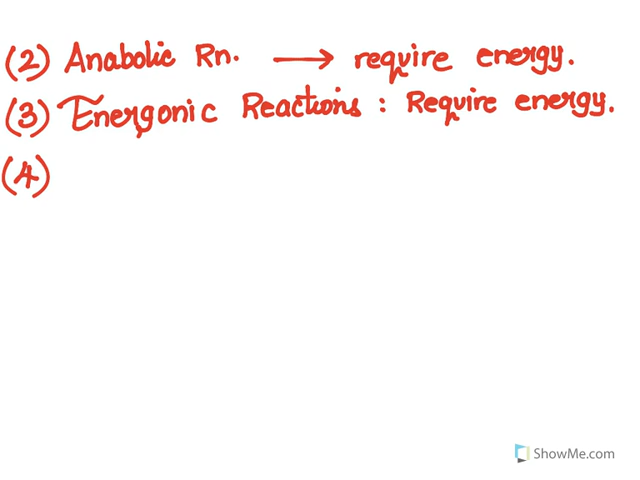 (2) Anabolic Rn. → require energy.
(3) Energonic Reactions : Require energy.
(4)
ShowMe.com